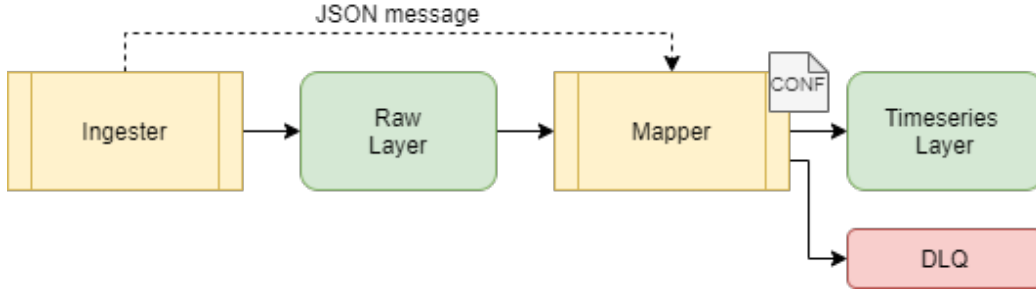 JSON message
Ingester
Raw
Layer
Mapper
CONF
Timeseries
Layer
DLQ